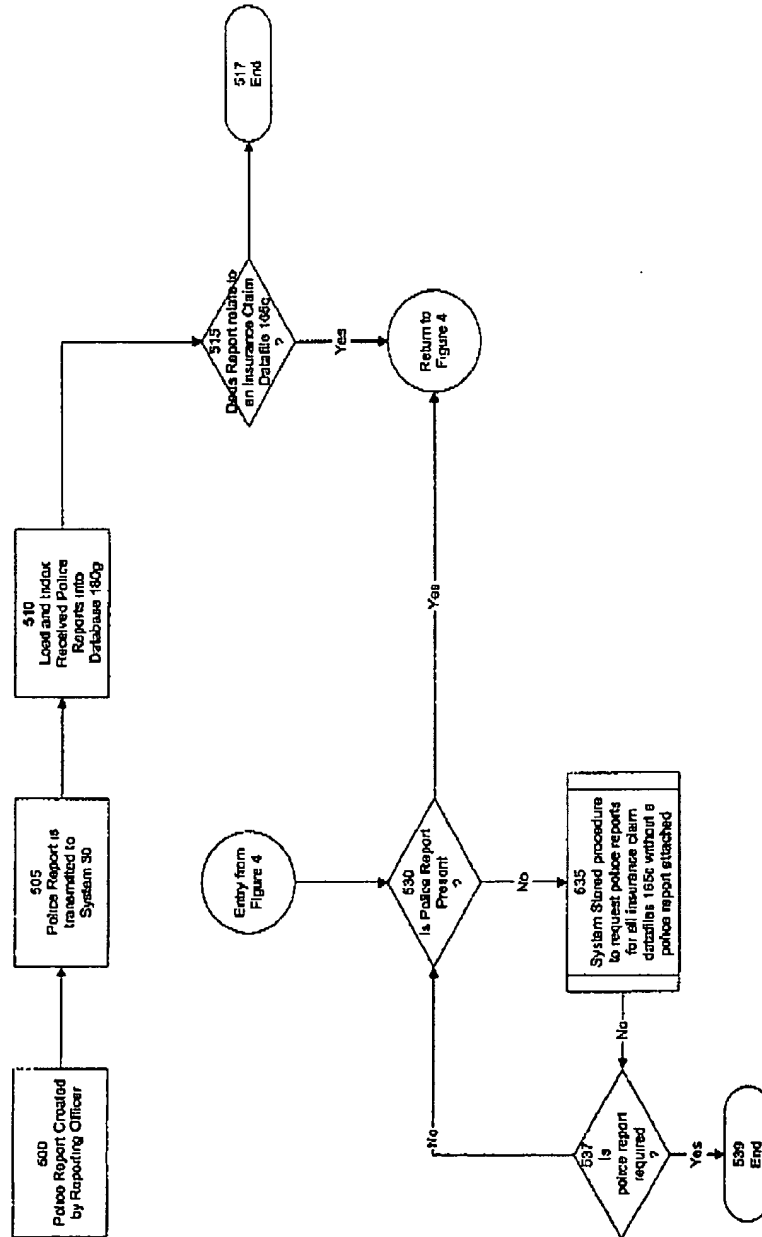 500
Police Report Created
by Reporting Officer
505
Police Report is
transmitted to
System 30
510
Load and Index
Received Police
Reports into
Database 180g
515
Does Report relate to
an Insurance Claim
Datafile 165c
?
517
End
Yes
Return to
Figure 4
Entry from
Figure 4
530
Is Police Report
Present
?
Yes
No
535
System Stored procedure
to request police reports
for all insurance claim
datafiles 165c without a
police report attached
No
537
Is
police report
required
?
No
Yes
539
End